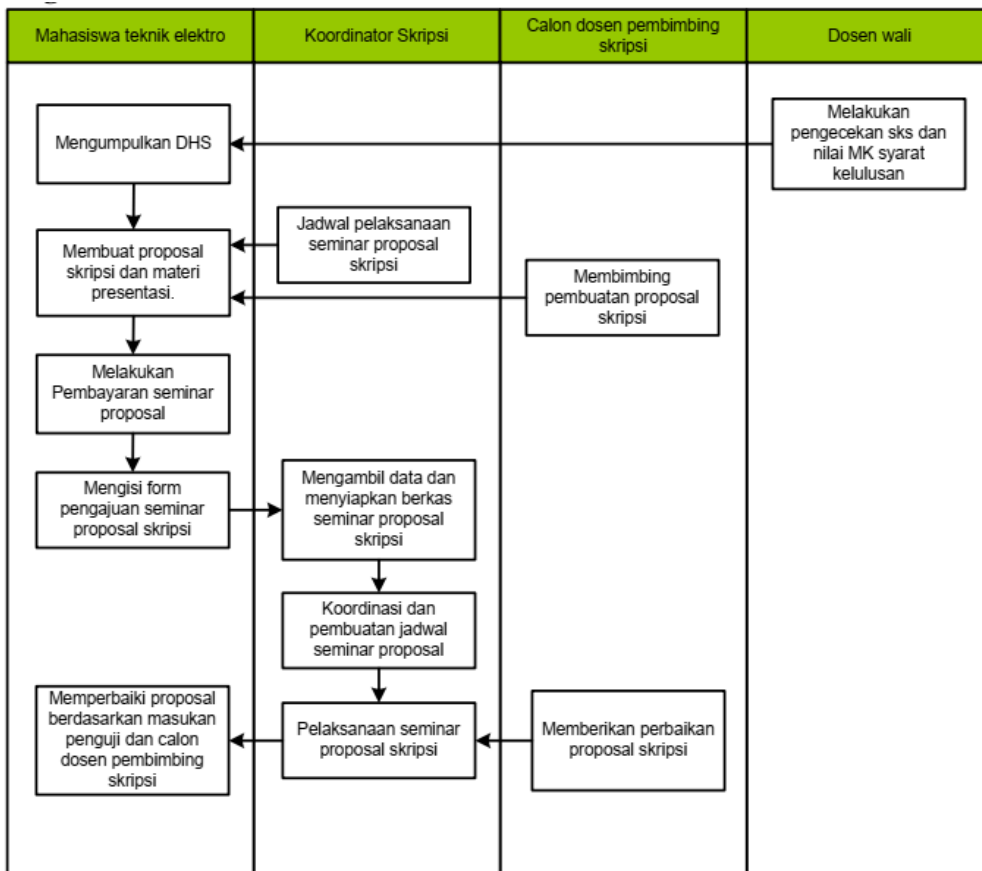 Mahasiswa teknik elektro
Koordinator Skripsi
Calon dosen pembimbing
skripsi
Dosen wali
Mengumpulkan DHS
Melakukan
pengecekan sks dan
nilai MK syarat
kelulusan
Membuat proposal
skripsi dan materi
presentasi.
Jadwal pelaksanaan
seminar proposal
skripsi
Membimbing
pembuatan proposal
skripsi
Melakukan
Pembayaran seminar
proposal
Mengisi form
pengajuan seminar
proposal skripsi
Mengambil data dan
menyiapkan berkas
seminar proposal
skripsi
Koordinasi dan
pembuatan jadwal
seminar proposal
Memperbaiki proposal
berdasarkan masukan
penguji dan calon
dosen pembimbing
skripsi
Pelaksanaan seminar
proposal skripsi
Memberikan perbaikan
proposal skripsi